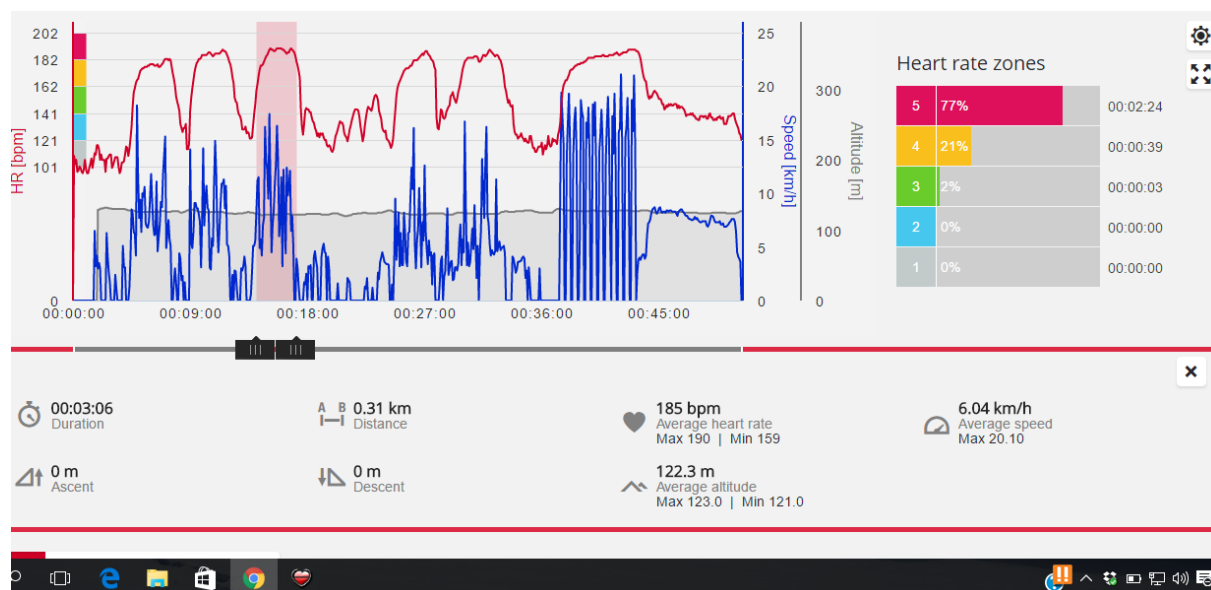 202
182
162
141
121
101
0
HR [bpm]
25
20
15
10
5
0
Speed [km/h]
300
200
100
0
Altitude [m]
00:00:00
00:09:00
00:18:00
00:27:00
00:36:00
00:45:00
Heart rate zones
5 77% 00:02:24
4 21% 00:00:39
3 2% 00:00:03
2 0% 00:00:00
1 0% 00:00:00
00:03:06
Duration
A B 0.31 km
Distance
185 bpm
Average heart rate
Max 190 | Min 159
6.04 km/h
Average speed
Max 20.10
0 m
Ascent
0 m
Descent
122.3 m
Average altitude
Max 123.0 | Min 121.0